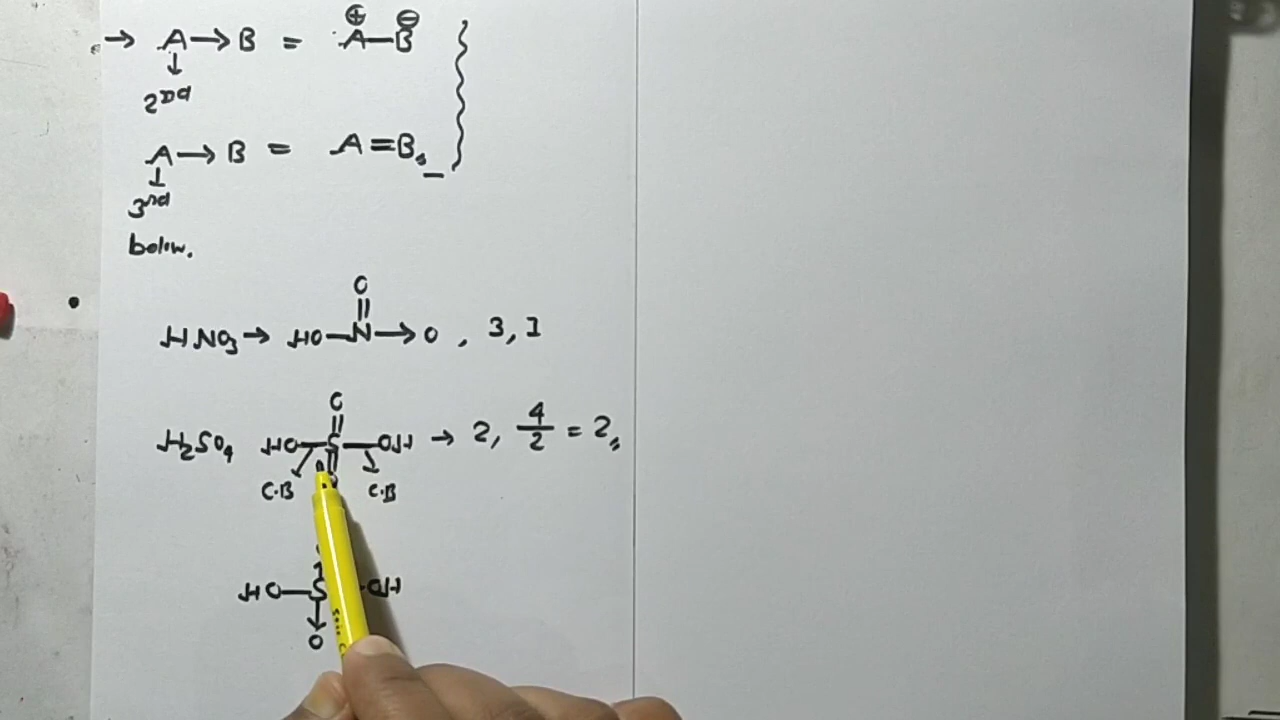 → A → B = A⊕—B⊖
↓
2nd
A → B = A=B,
↓
3rd
below.
O
||
HNO3 → HO—N→O , 3, 1
O
||
H2SO4 HO—S—OH → 2, 4/2 = 2,
||
C.B C.B
HO—S OH
↓
O